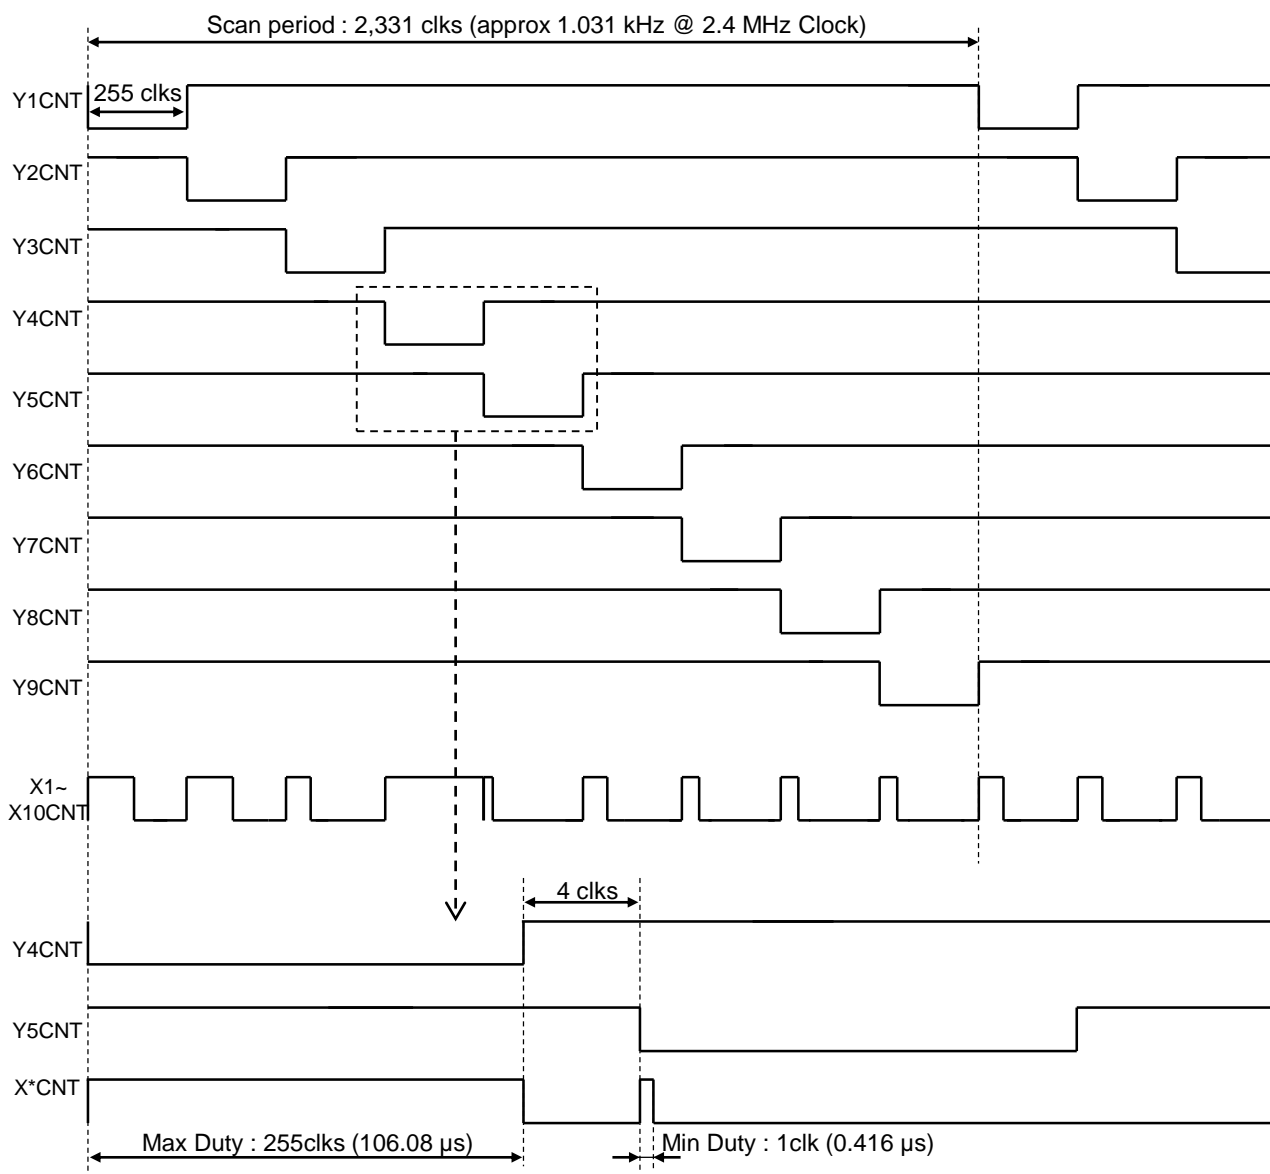 Scan period : 2,331 clks (approx 1.031 kHz @ 2.4 MHz Clock)
Y1CNT
255 clks
Y2CNT
Y3CNT
Y4CNT
Y5CNT
Y6CNT
Y7CNT
Y8CNT
Y9CNT
X1~
X10CNT
4 clks
Y4CNT
Y5CNT
X*CNT
Max Duty : 255clks (106.08 µs)
Min Duty : 1clk (0.416 µs)